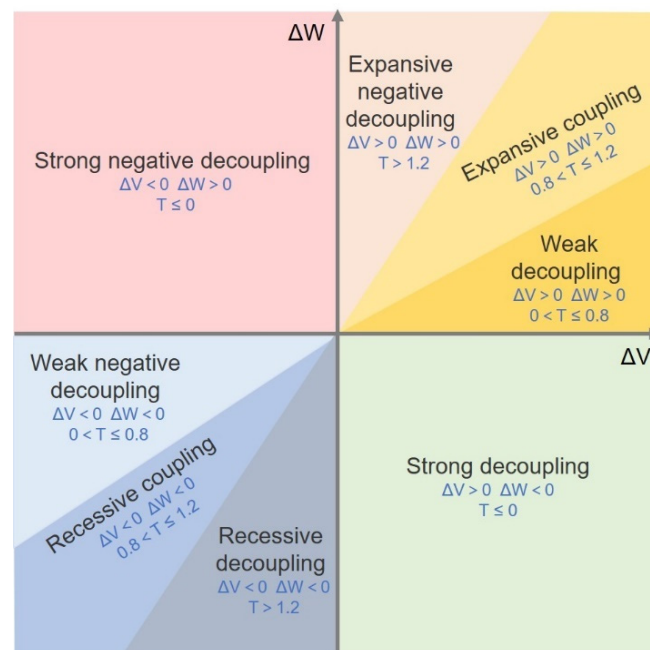 ΔW
Expansive
negative
decoupling
ΔV > 0 ΔW > 0
T > 1.2
Expansive coupling
ΔV > 0 ΔW > 0
0.8 < T ≤ 1.2
Strong negative decoupling
ΔV < 0 ΔW > 0
T ≤ 0
Weak
decoupling
ΔV > 0 ΔW > 0
0 < T ≤ 0.8
ΔV
Weak negative
decoupling
ΔV < 0 ΔW < 0
0 < T ≤ 0.8
Recessive coupling
ΔV < 0 ΔW < 0
0.8 < T ≤ 1.2
Strong decoupling
ΔV > 0 ΔW < 0
T ≤ 0
Recessive
decoupling
ΔV < 0 ΔW < 0
T > 1.2